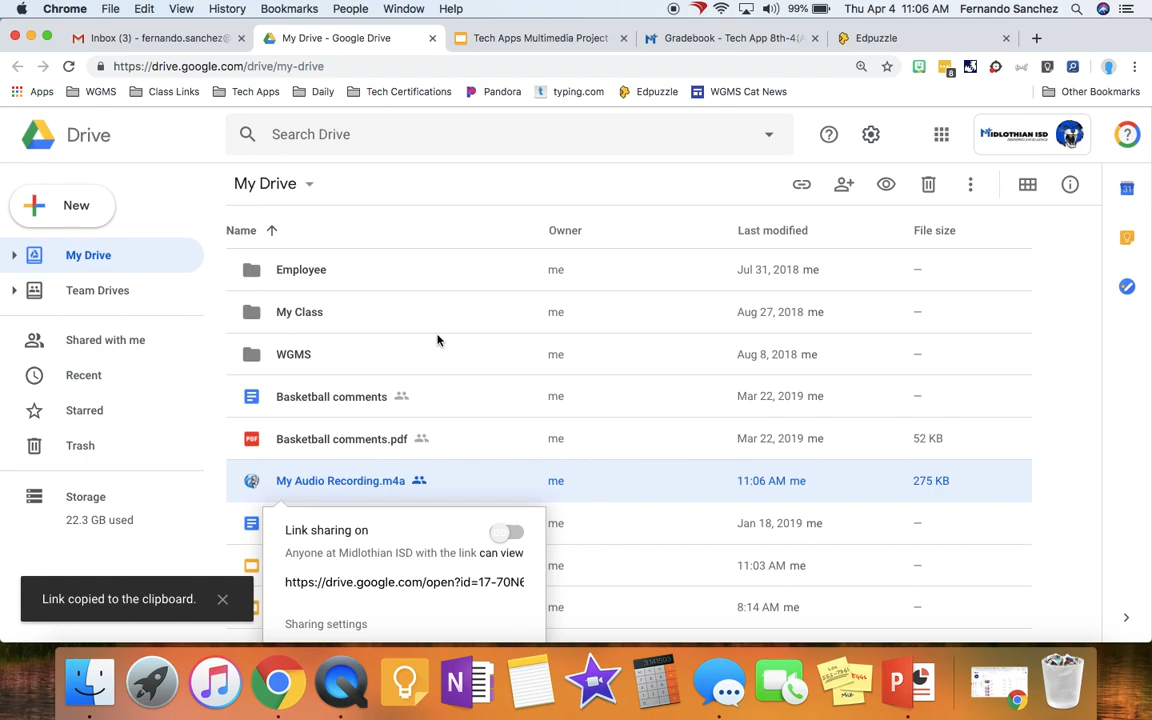 Chrome File Edit View History Bookmarks People Window Help 99% Thu Apr 4 11:06 AM Fernando Sanchez
Inbox (3) - fernando.sanchez@ My Drive - Google Drive Tech Apps Multimedia Project Gradebook - Tech App 8th-4(A Edpuzzle
https://drive.google.com/drive/my-drive 8
Apps WGMS Class Links Tech Apps Daily Tech Certifications Pandora t typing.com Edpuzzle WGMS Cat News Other Bookmarks
Drive Search Drive MIDLOTHIAN ISD
New My Drive 31
Name Owner Last modified File size
My Drive Employee me Jul 31, 2018 me –
Team Drives My Class me Aug 27, 2018 me –
Shared with me WGMS me Aug 8, 2018 me –
Recent
Starred Basketball comments me Mar 22, 2019 me –
Trash PDF Basketball comments.pdf me Mar 22, 2019 me 52 KB
Storage My Audio Recording.m4a me 11:06 AM me 275 KB
22.3 GB used me Jan 18, 2019 me –
Link sharing on
Anyone at Midlothian ISD with the link can view
me 11:03 AM me –
https://drive.google.com/open?id=17-70N6
Link copied to the clipboard. me 8:14 AM me –
Sharing settings